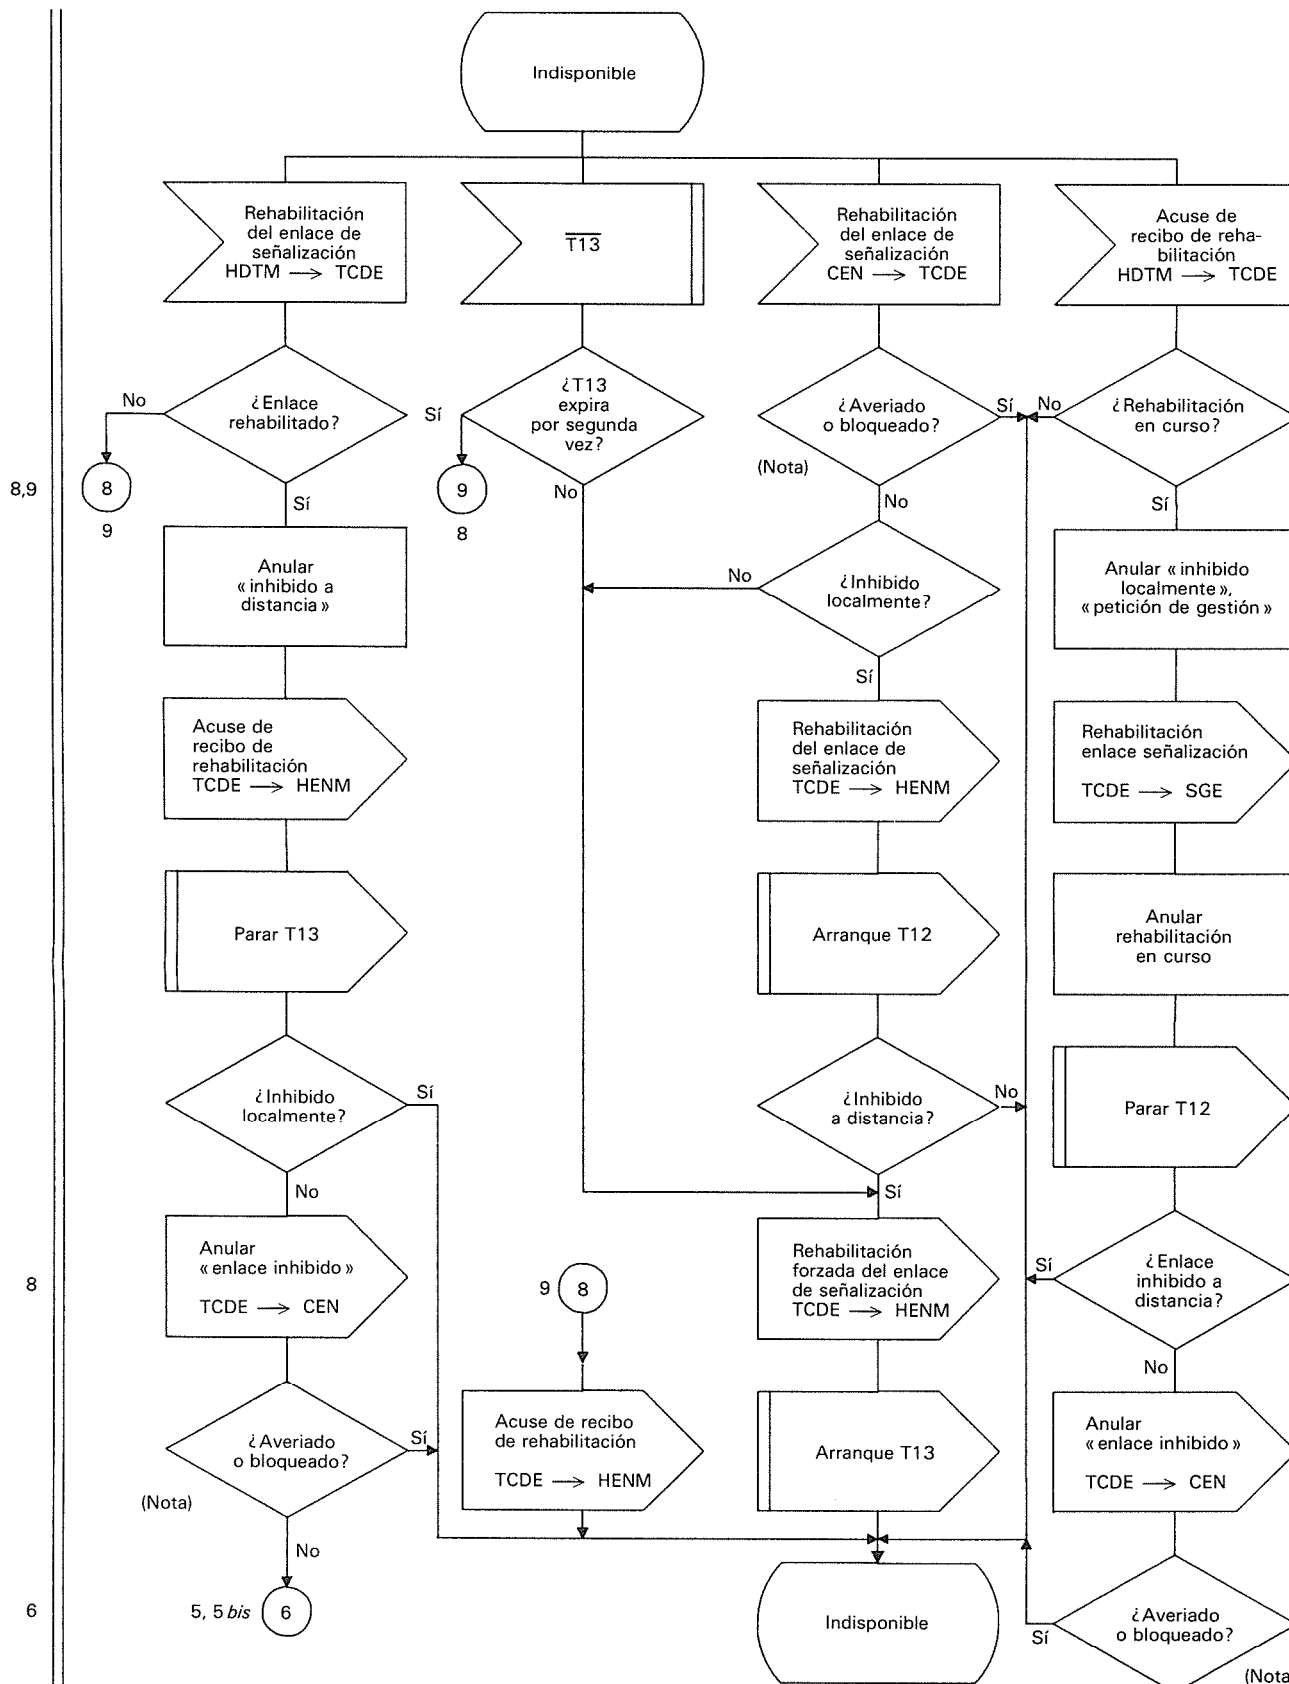 Indisponible
Rehabilitación
del enlace de
señalización
HDTM → TCDE
T13
Rehabilitación
del enlace de
señalización
CEN → TCDE
Acuse de
recibo de reha-
bilitación
HDTM → TCDE
No
¿Enlace
rehabilitado?
Sí
¿T13
expira
por segunda
vez?
¿Averiado
o bloqueado?
Sí
No
¿Rehabilitación
en curso?
(Nota)
8,9
8
9
Sí
9
8
No
No
Sí
Anular
«inhibido a
distancia»
No
¿Inhibido
localmente?
Anular «inhibido
localmente»,
«petición de gestión»
Sí
Acuse de
recibo de
rehabilitación
TCDE → HENM
Rehabilitación
del enlace de
señalización
TCDE → HENM
Rehabilitación
enlace señalización
TCDE → SGE
Parar T13
Arranque T12
Anular
rehabilitación
en curso
¿Inhibido
localmente?
Sí
¿Inhibido
a distancia?
No
Parar T12
No
Sí
8
Anular
«enlace inhibido»
TCDE → CEN
9
8
Rehabilitación
forzada del enlace
de señalización
TCDE → HENM
Sí
¿Enlace
inhibido a
distancia?
No
¿Averiado
o bloqueado?
Sí
(Nota)
No
Acuse de recibo
de rehabilitación
TCDE → HENM
Arranque T13
Anular
«enlace inhibido»
TCDE → CEN
6
5, 5 bis
6
Indisponible
Sí
¿Averiado
o bloqueado?
(Nota